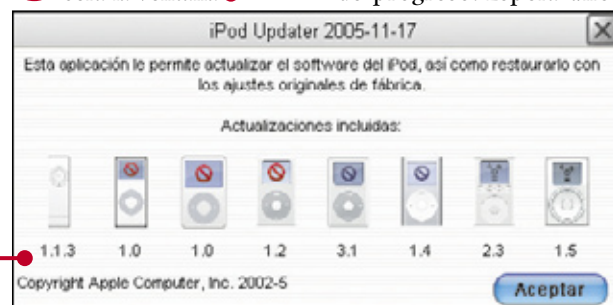 iPod Updater 2005-11-17
Esta aplicación le permite actualizar el software del iPod, así como restaurarlo con
los ajustes originales de fábrica.
Actualizaciones incluidas:
1.1.3 1.0 1.0 1.2 3.1 1.4 2.3 1.5
Copyright Apple Computer, Inc. 2002-5
Aceptar